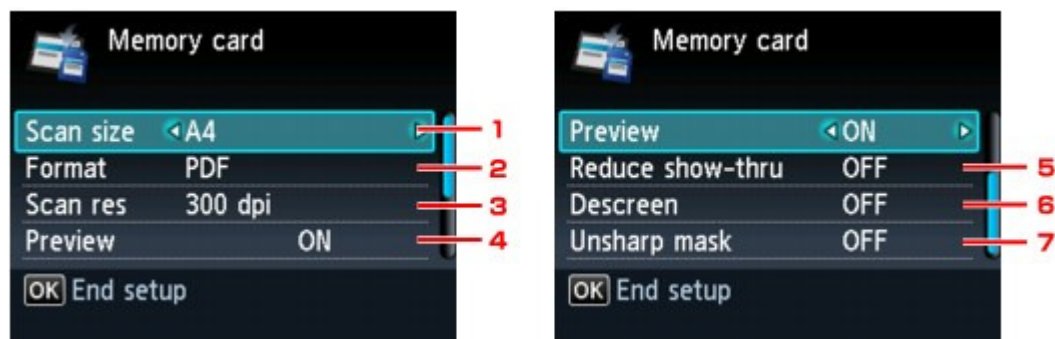 Memory card
Scan size A4 1
Format PDF 2
Scan res 300 dpi 3
Preview ON 4
OK End setup
Memory card
Preview ON
Reduce show-thru OFF 5
Descreen OFF 6
Unsharp mask OFF 7
OK End setup